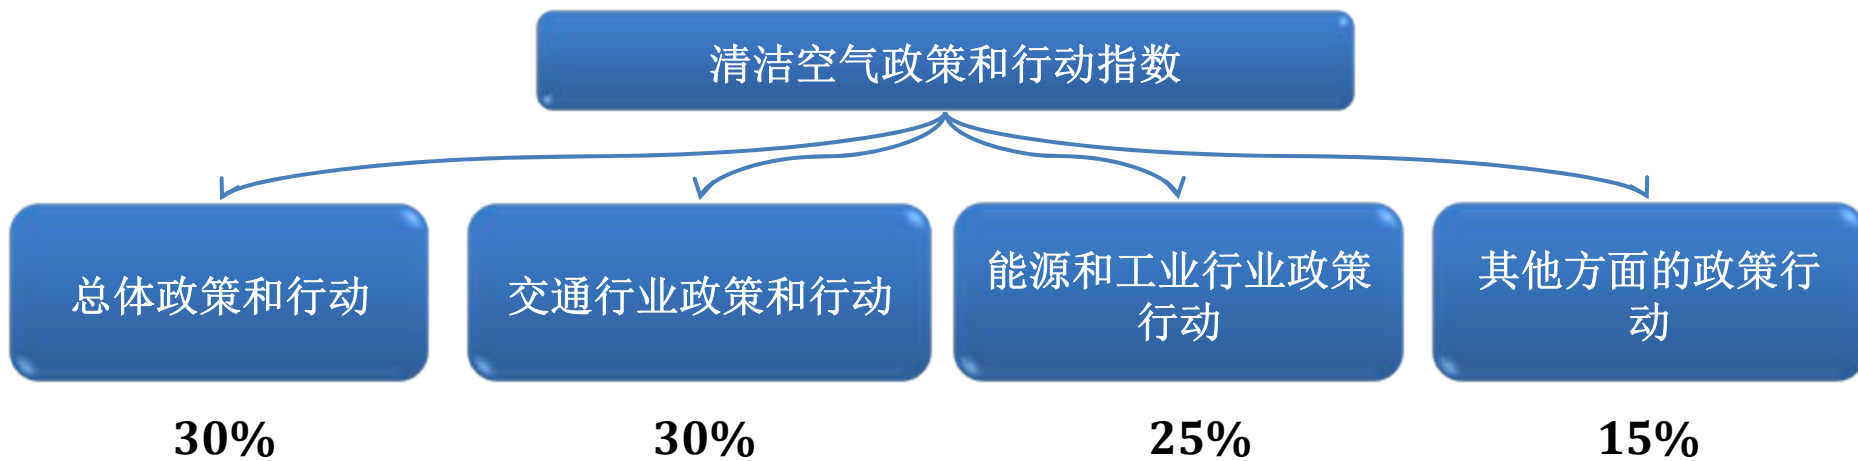 清洁空气政策和行动指数
总体政策和行动
交通行业政策和行动
能源和工业行业政策
行动
其他方面的政策行
动
30%
30%
25%
15%